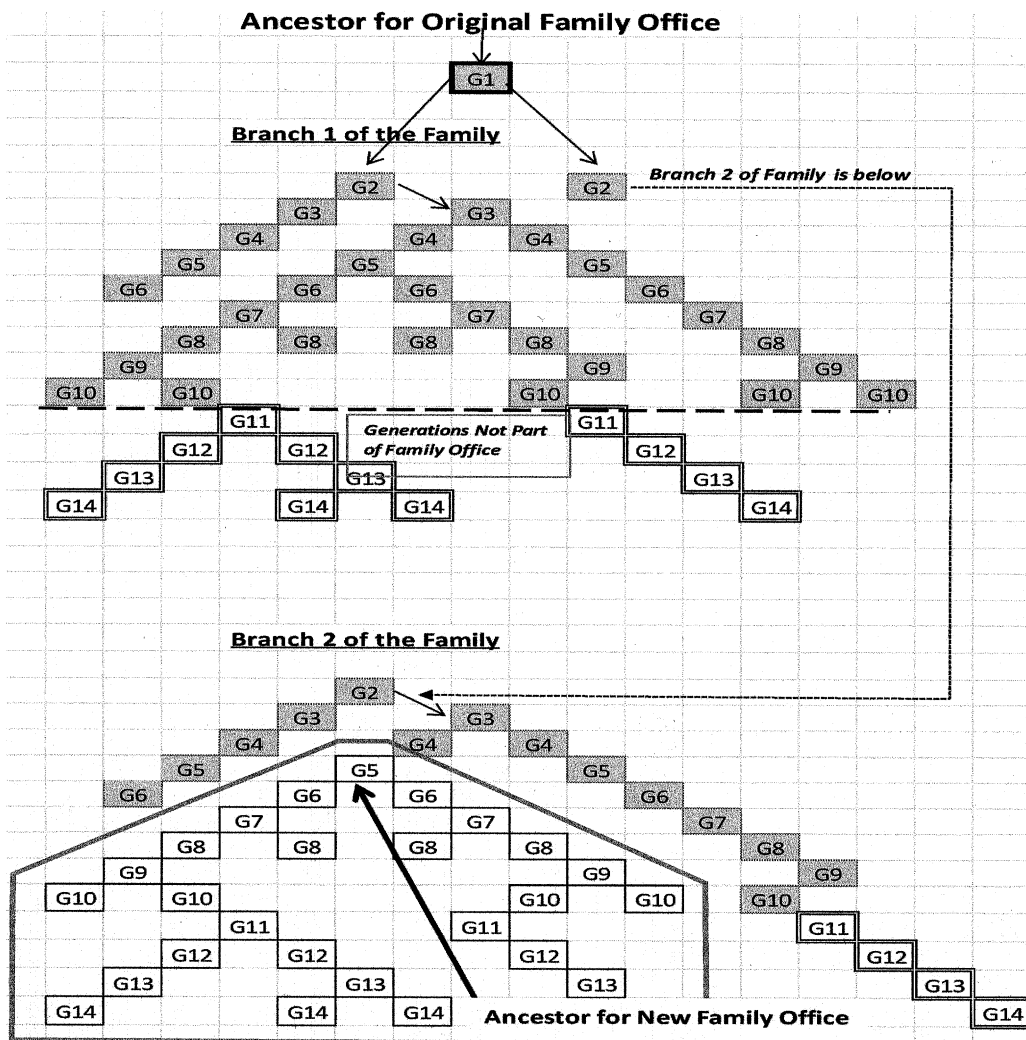 Ancestor for Original Family Office
G1
Branch 1 of the Family
G2 G2 Branch 2 of Family is below
G3 G3
G4 G4 G4
G5 G5 G5
G6 G6 G6 G6
G7 G7 G7
G8 G8 G8 G8 G8
G9 G9 G9
G10 G10 G10 G10 G10
G11 Generations Not Part G11
G12 G12 of Family Office G12
G13 G13 G13
G14 G14 G14 G14
Branch 2 of the Family
G2
G3 G3
G4 G4 G4
G5 G5 G5
G6 G6 G6 G6
G7 G7 G7
G8 G8 G8 G8 G8
G9 G9 G9
G10 G10 G10 G10 G10
G11 G11 G11
G12 G12 G12 G12
G13 G13 G13 G13
G14 G14 G14 G14
Ancestor for New Family Office